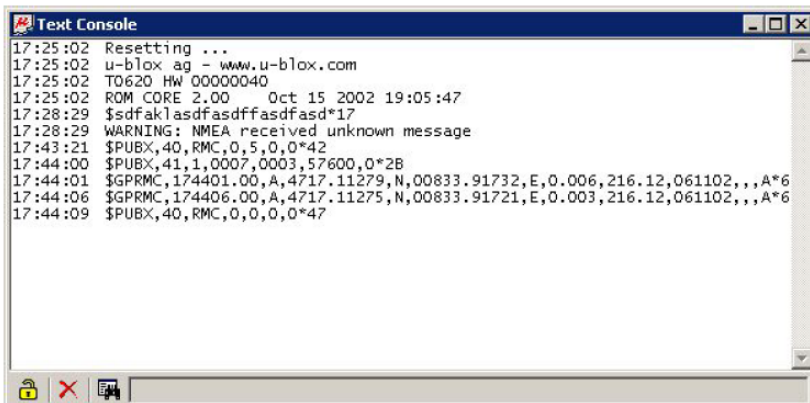 Text Console
17:25:02 Resetting ...
17:25:02 u-blox ag - www.u-blox.com
17:25:02 TO620 HW 00000040
17:25:02 ROM CORE 2.00 Oct 15 2002 19:05:47
17:28:29 $sdfaklasdfasdffasdfasd*17
17:28:29 WARNING: NMEA received unknown message
17:43:21 $PUBX,40,RMC,0,5,0,0*42
17:44:00 $PUBX,41,1,0007,0003,57600,0*2B
17:44:01 $GPRMC,174401.00,A,4717.11279,N,00833.91732,E,0.006,216.12,061102,,,A*6
17:44:06 $GPRMC,174406.00,A,4717.11275,N,00833.91721,E,0.003,216.12,061102,,,A*6
17:44:09 $PUBX,40,RMC,0,0,0,0*47